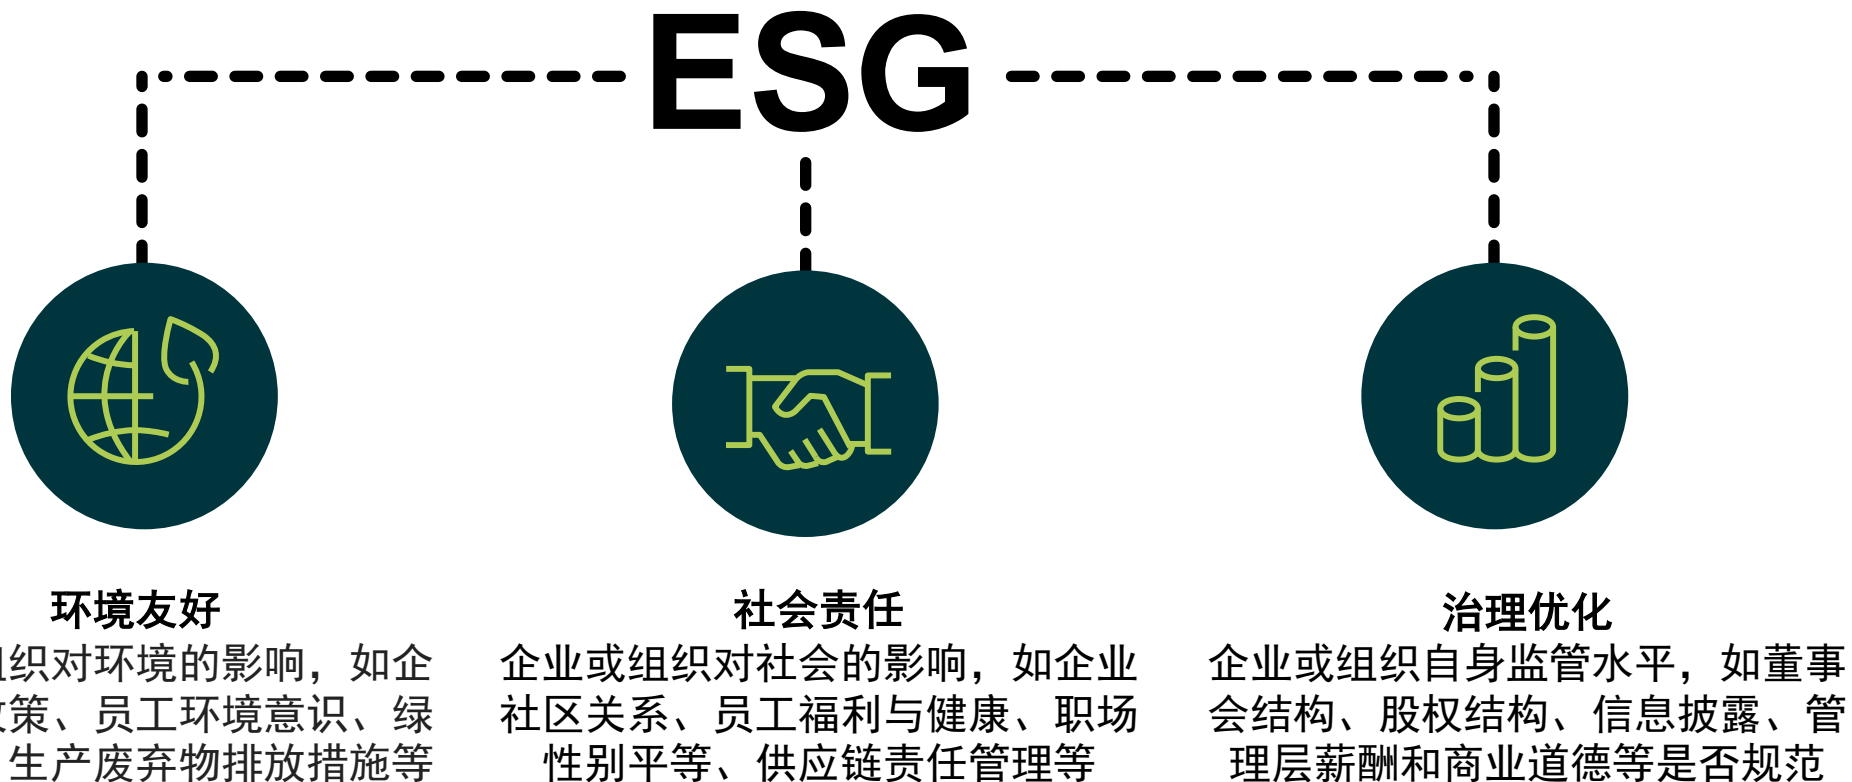 ESG
环境友好
组织对环境的影响，如企
政策、员工环境意识、绿
生产废弃物排放措施等
社会责任
企业或组织对社会的影响，如企业
社区关系、员工福利与健康、职场
性别平等、供应链责任管理等
治理优化
企业或组织自身监管水平，如董事
会结构、股权结构、信息披露、管
理层薪酬和商业道德等是否规范